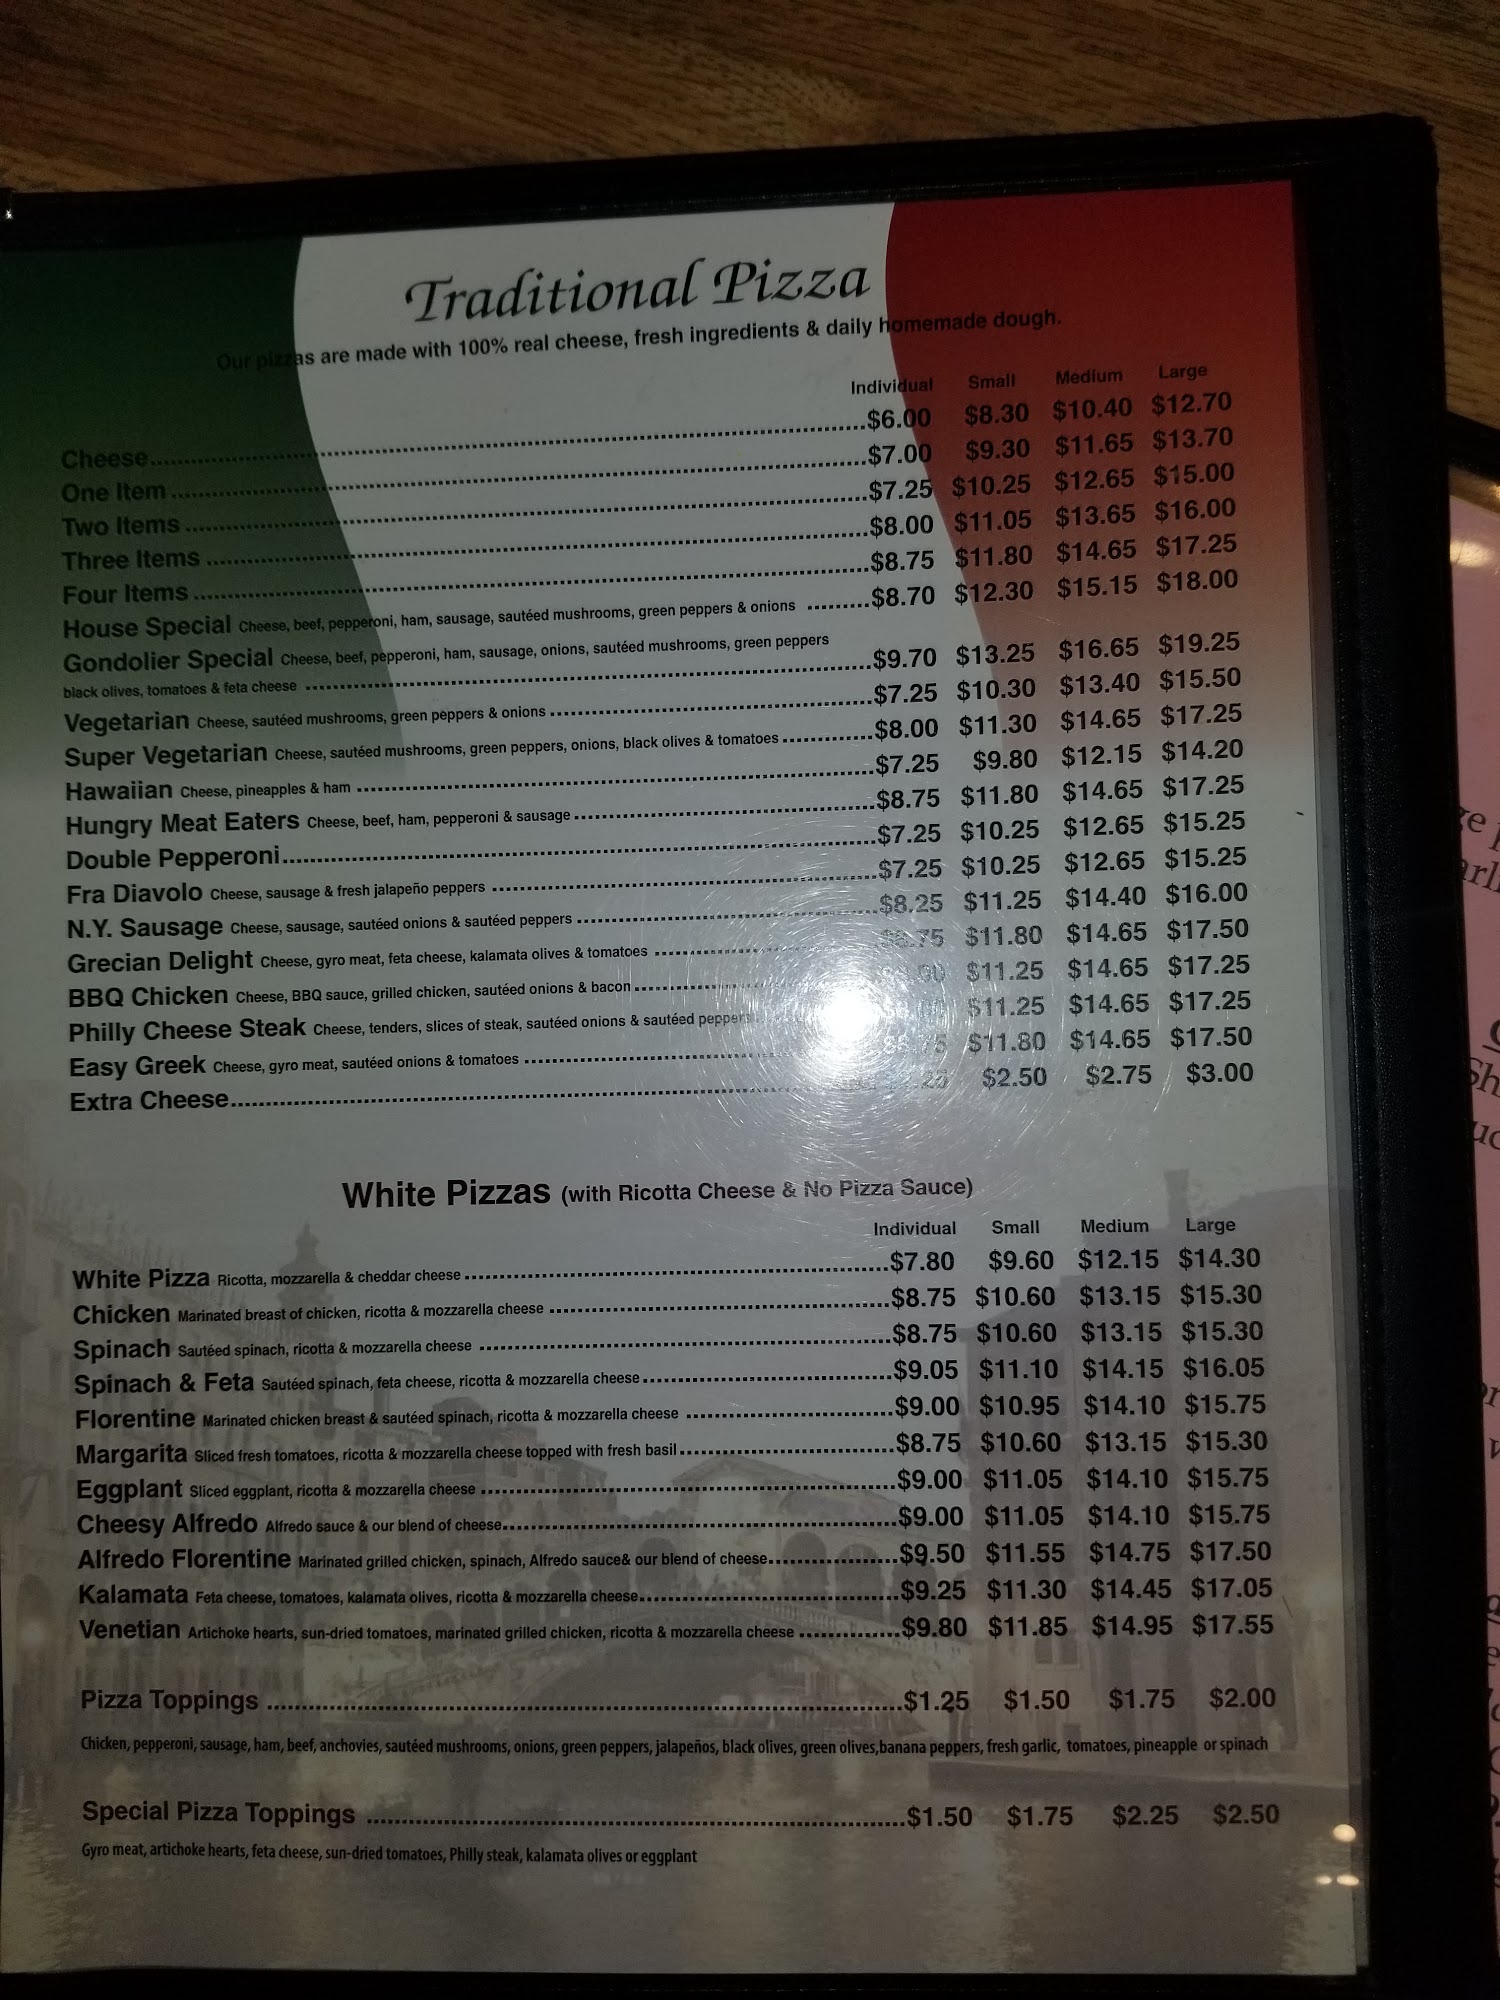 Traditional Pizza
Our pizzas are made with 100% real cheese, fresh ingredients & daily homemade dough.
Individual Small Medium Large
Cheese $6.00 $8.30 $10.40 $12.70
One Item $7.00 $9.30 $11.65 $13.70
Two Items $7.25 $10.25 $12.65 $15.00
Three Items $8.00 $11.05 $13.65 $16.00
Four Items $8.75 $11.80 $14.65 $17.25
House Special Cheese, beef, pepperoni, ham, sausage, sautéed mushrooms, green peppers & onions $8.70 $12.30 $15.15 $18.00
Gondolier Special Cheese, beef, pepperoni, ham, sausage, onions, sautéed mushrooms, green peppers
black olives, tomatoes & feta cheese $9.70 $13.25 $16.65 $19.25
Vegetarian Cheese, sautéed mushrooms, green peppers & onions $7.25 $10.30 $13.40 $15.50
Super Vegetarian Cheese, sautéed mushrooms, green peppers, onions, black olives & tomatoes $8.00 $11.30 $14.65 $17.25
Hawaiian Cheese, pineapples & ham $7.25 $9.80 $12.15 $14.20
Hungry Meat Eaters Cheese, beef, ham, pepperoni & sausage $8.75 $11.80 $14.65 $17.25
Double Pepperoni $7.25 $10.25 $12.65 $15.25
Fra Diavolo Cheese, sausage & fresh jalapeño peppers $7.25 $10.25 $12.65 $15.25
N.Y. Sausage Cheese, sausage, sautéed onions & sautéed peppers $8.25 $11.25 $14.40 $16.00
Grecian Delight Cheese, gyro meat, feta cheese, kalamata olives & tomatoes $11.80 $14.65 $17.50
BBQ Chicken Cheese, BBQ sauce, grilled chicken, sautéed onions & bacon $11.25 $14.65 $17.25
Philly Cheese Steak Cheese, tenders, slices of steak, sautéed onions & sautéed peppers $11.25 $14.65 $17.25
Easy Greek Cheese, gyro meat, sautéed onions & tomatoes $11.80 $14.65 $17.50
Extra Cheese $2.50 $2.75 $3.00
White Pizzas (with Ricotta Cheese & No Pizza Sauce)
Individual Small Medium Large
White Pizza Ricotta, mozzarella & cheddar cheese $7.80 $9.60 $12.15 $14.30
Chicken Marinated breast of chicken, ricotta & mozzarella cheese $8.75 $10.60 $13.15 $15.30
Spinach Sautéed spinach, ricotta & mozzarella cheese $8.75 $10.60 $13.15 $15.30
Spinach & Feta Sautéed spinach, feta cheese, ricotta & mozzarella cheese $9.05 $11.10 $14.15 $16.05
Florentine Marinated chicken breast & sautéed spinach, ricotta & mozzarella cheese $9.00 $10.95 $14.10 $15.75
Margarita Sliced fresh tomatoes, ricotta & mozzarella cheese topped with fresh basil $8.75 $10.60 $13.15 $15.30
Eggplant Sliced eggplant, ricotta & mozzarella cheese $9.00 $11.05 $14.10 $15.75
Cheesy Alfredo Alfredo sauce & our blend of cheese $9.00 $11.05 $14.10 $15.75
Alfredo Florentine Marinated grilled chicken, spinach, Alfredo sauce& our blend of cheese $9.50 $11.55 $14.75 $17.50
Kalamata Feta cheese, tomatoes, kalamata olives, ricotta & mozzarella cheese $9.25 $11.30 $14.45 $17.05
Venetian Artichoke hearts, sun-dried tomatoes, marinated grilled chicken, ricotta & mozzarella cheese $9.80 $11.85 $14.95 $17.55
Pizza Toppings $1.25 $1.50 $1.75 $2.00
Chicken, pepperoni, sausage, ham, beef, anchovies, sautéed mushrooms, onions, green peppers, jalapeños, black olives, green olives,banana peppers, fresh garlic, tomatoes, pineapple or spinach
Special Pizza Toppings $1.50 $1.75 $2.25 $2.50
Gyro meat, artichoke hearts, feta cheese, sun-dried tomatoes, Philly steak, kalamata olives or eggplant